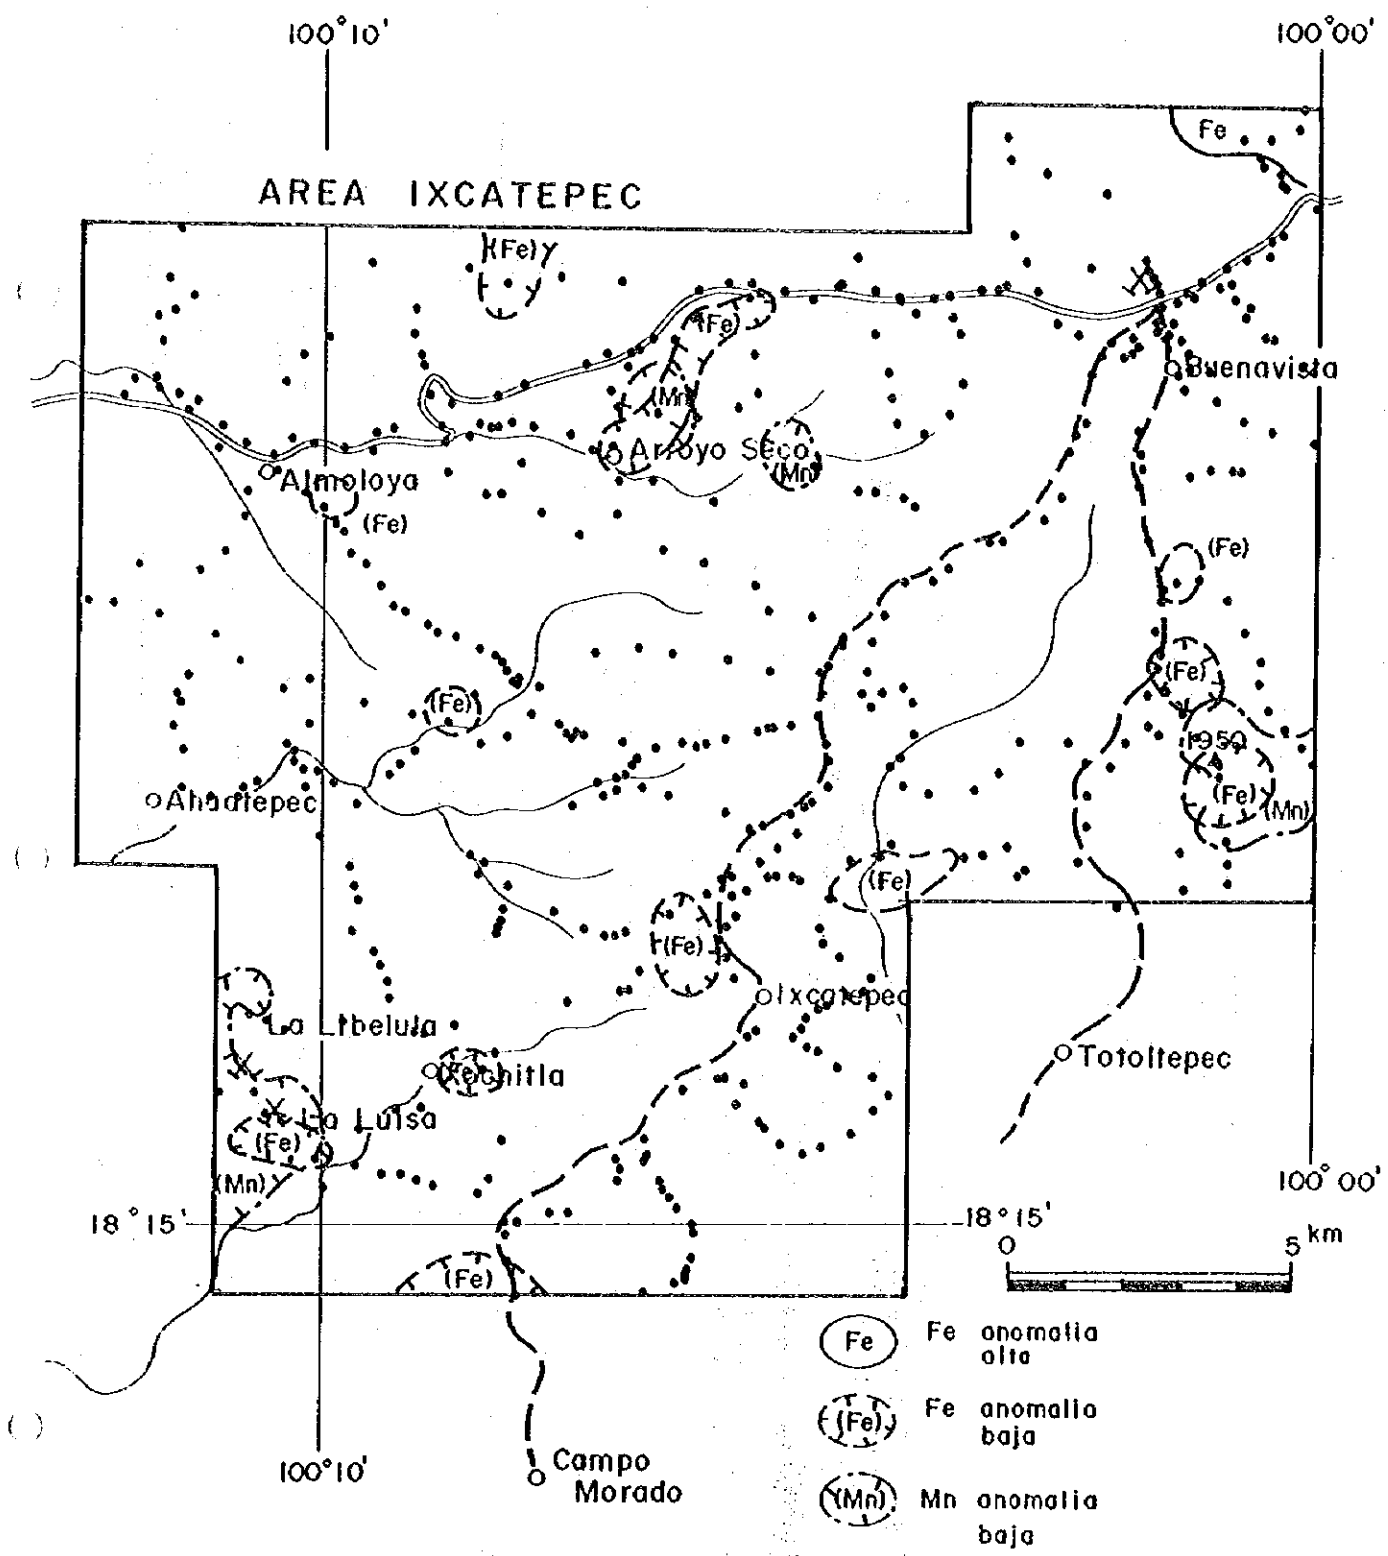 100°10'
100°00'
Fe
AREA IXCATEPEC
(Fe)
(Fe)
Buenavista
(Mn)
Arroyo Seco
(Mn)
Almoloya
(Fe)
(Fe)
(Fe)
(Fe)
1950
(Fe)
(Mn)
Ahuatepec
(Fe)
(Fe)
Ixcatepec
La Libelula
Totoltepec
Xochitla
La Luisa
(Fe)
(Mn)
100°00'
18°15'
18°15'
0 5 km
(Fe)
Fe Fe anomalia
alta
(Fe) Fe anomalia
baja
100°10'
Campo
Morado
(Mn) Mn anomalia
baja